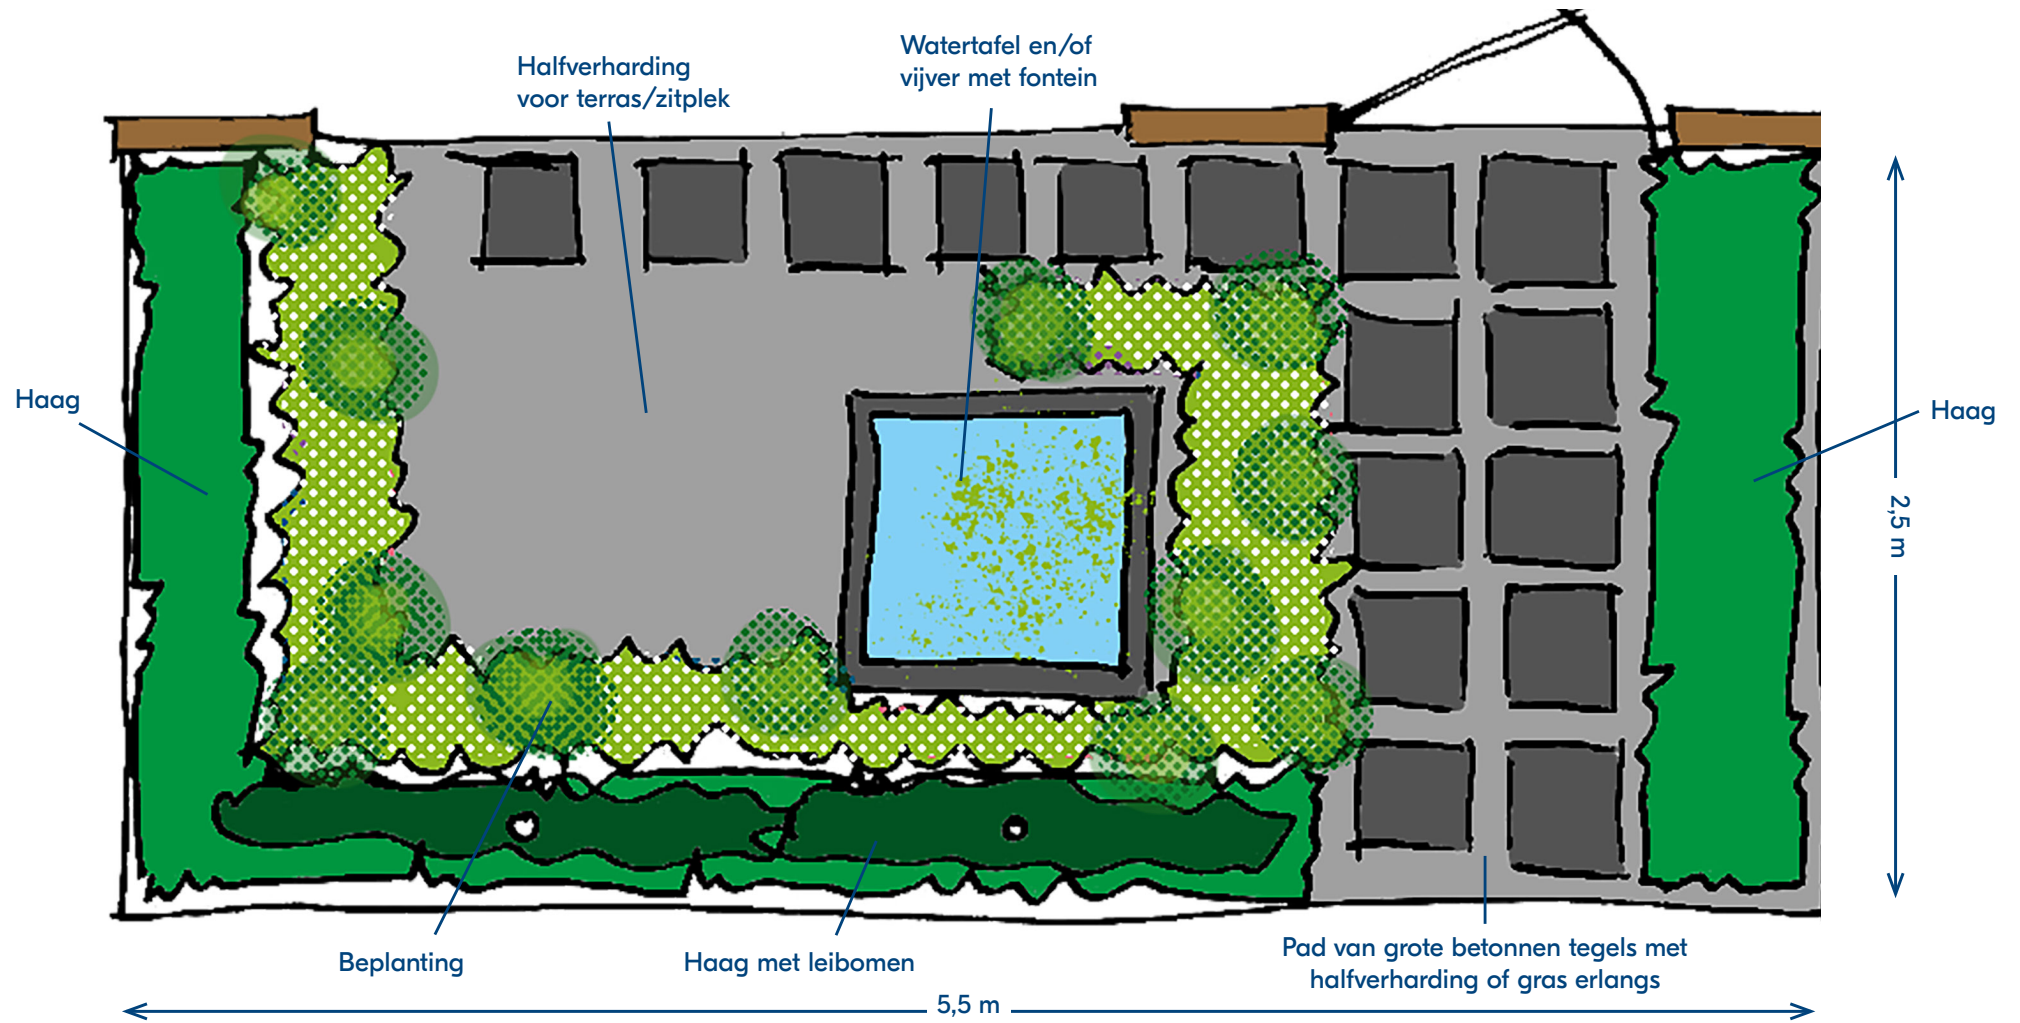 Watertafel en/of
vijver met fontein
Halfverharding
voor terras/zitplek
Haag
Haag
2,5 m
Beplanting
Haag met leibomen
Pad van grote betonnen tegels met
halfverharding of gras erlangs
5,5 m